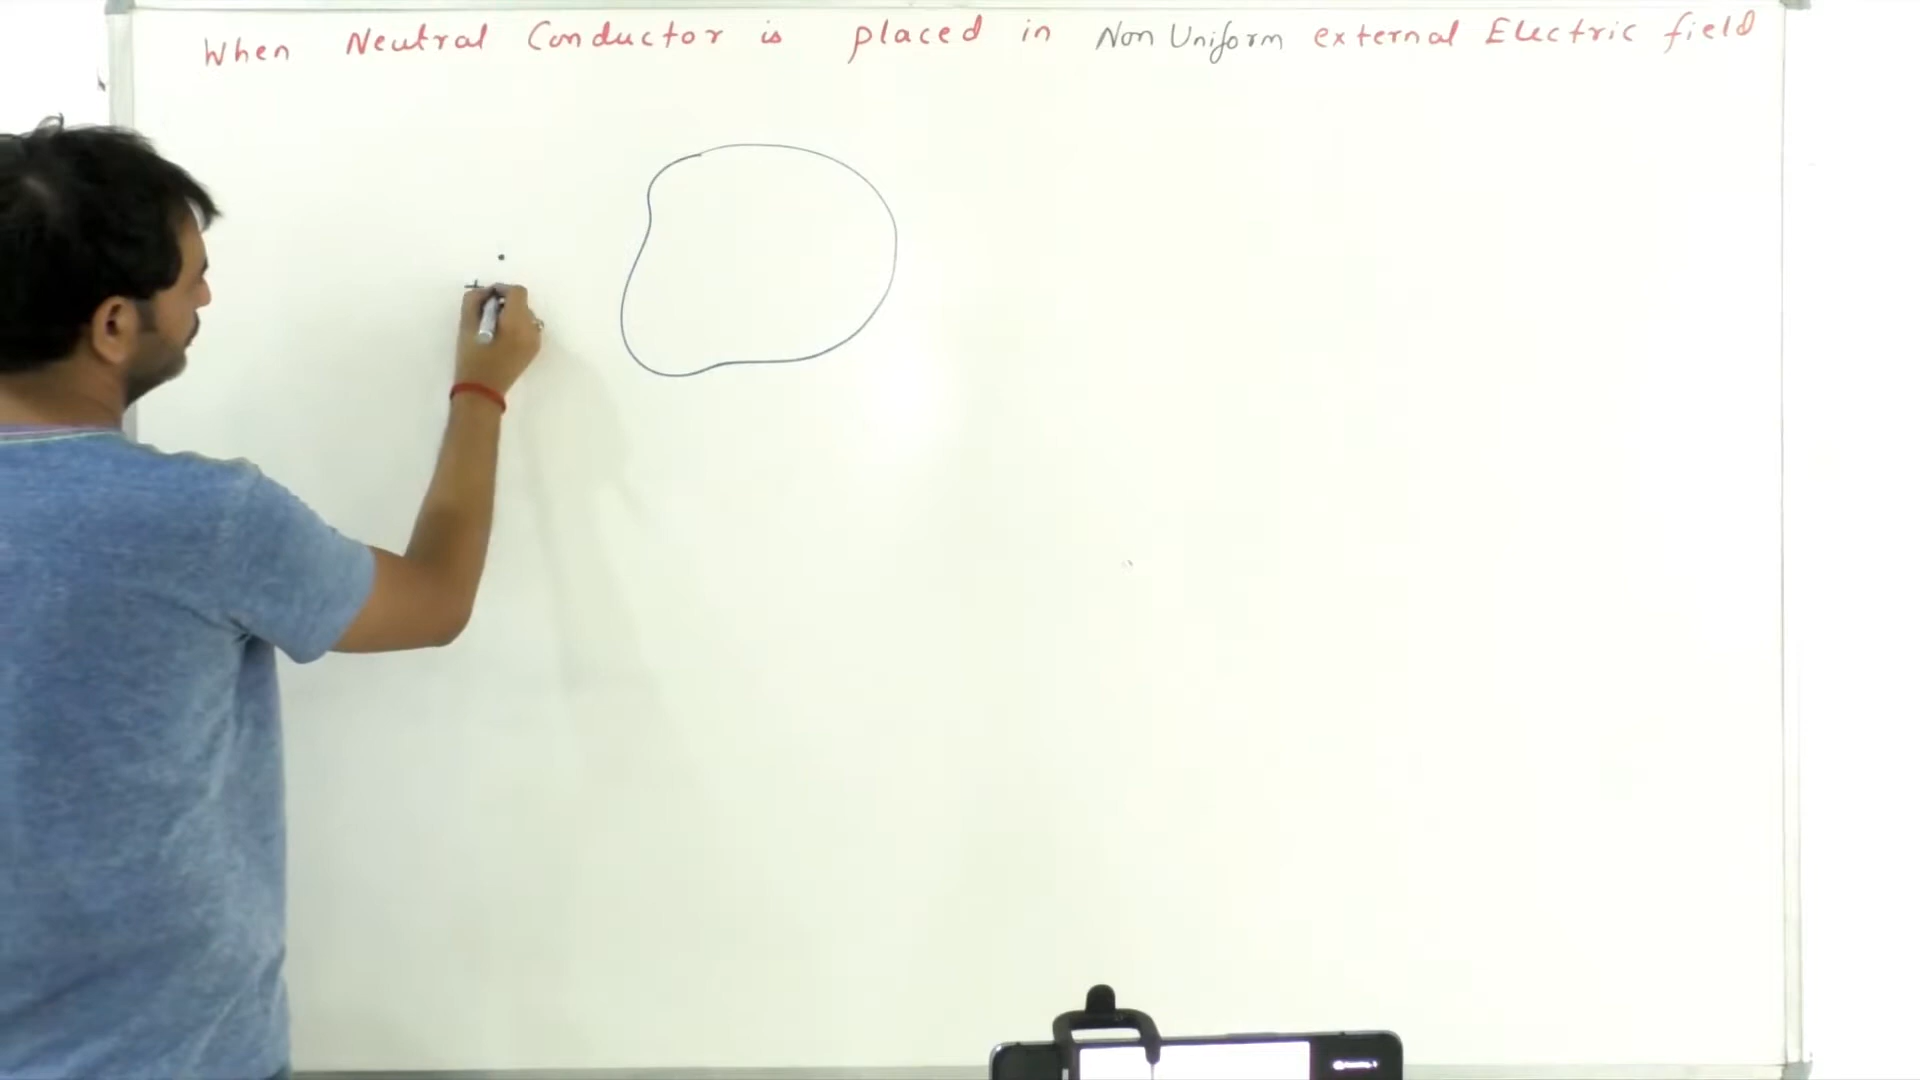 When Neutral Conductor is placed in Non Uniform external Electric field
+